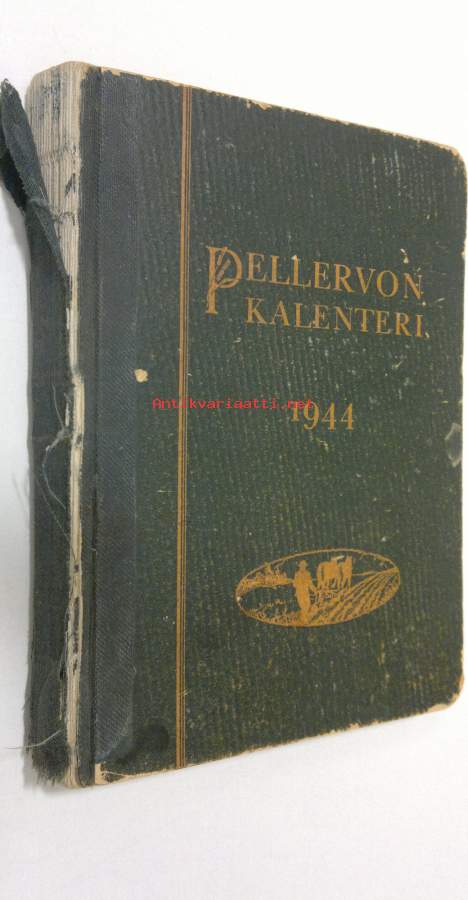 PELLERVON
KALENTERI
Antikvariaatti.net
1944